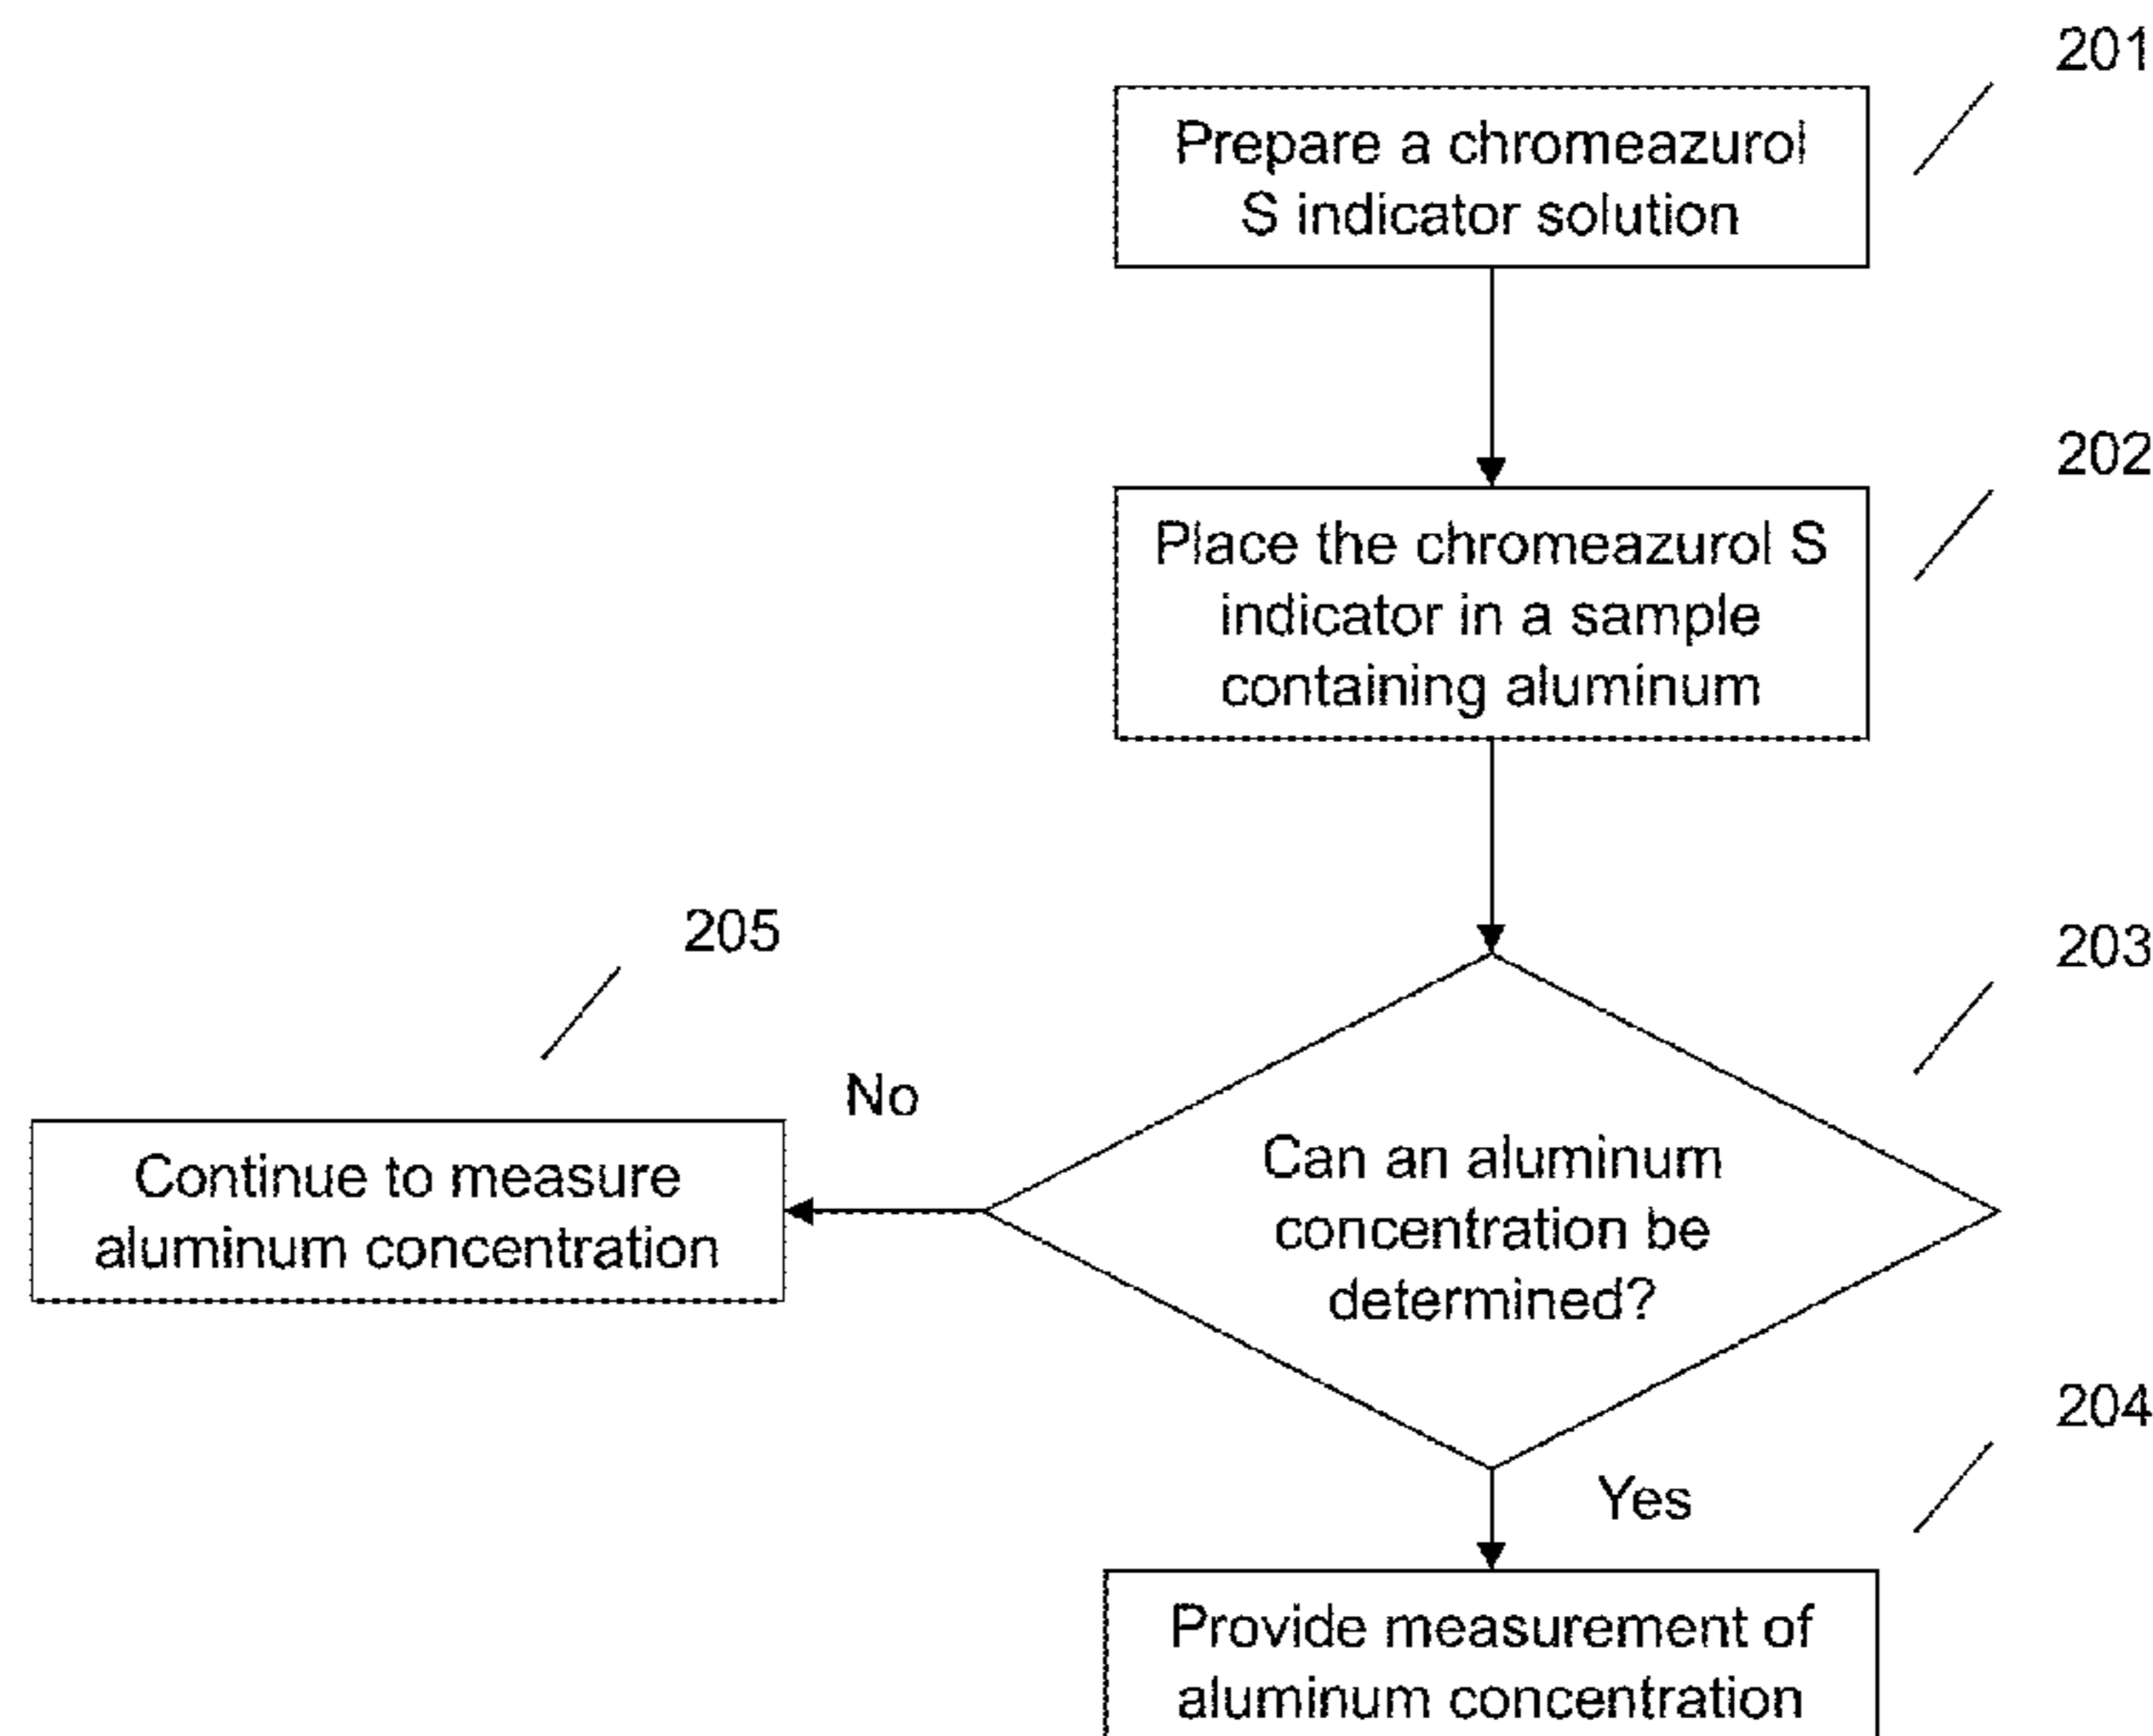 201
Prepare a chromeazurol
S indicator solution
202
Place the chromeazurol S
indicator in a sample
containing aluminum
203
Can an aluminum
concentration be
determined?
205
No
Continue to measure
aluminum concentration
Yes
204
Provide measurement of
aluminum concentration